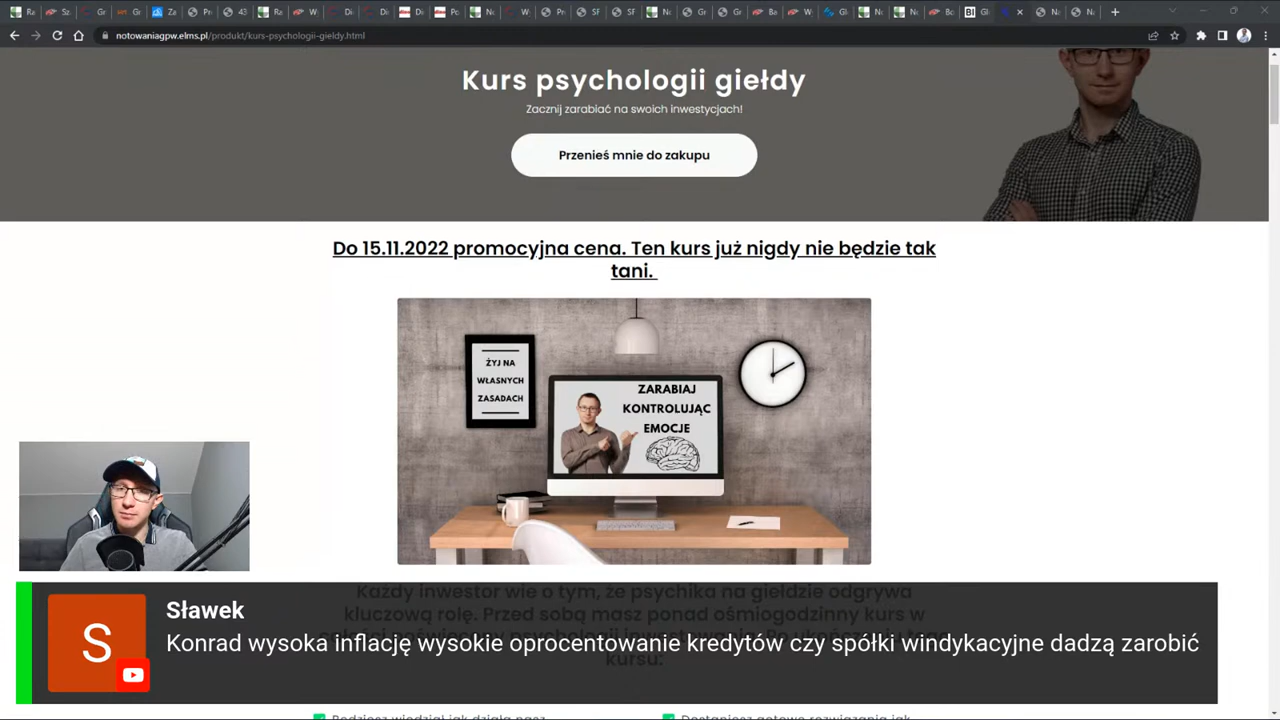 notowaniagpw.elms.pl/produkt/kurs-psychologii-gieldy.html
Kurs psychologii giełdy
Zacznij zarabiać na swoich inwestycjach!
Przenieś mnie do zakupu
Do 15.11.2022 promocyjna cena. Ten kurs już nigdy nie będzie tak
tani.
ŻYJ NA
WŁASNYCH
ZASADACH
ZARABIAJ
KONTROLUJĄC
EMOCJE
Każdy inwestor wie o tym, że psychika na giełdzie odgrywa
kluczową rolę. Przed sobą masz ponad ośmiogodzinny kurs w
kursu:
S
Sławek
Konrad wysoka inflację wysokie oprocentowanie kredytów czy spółki windykacyjne dadzą zarobić